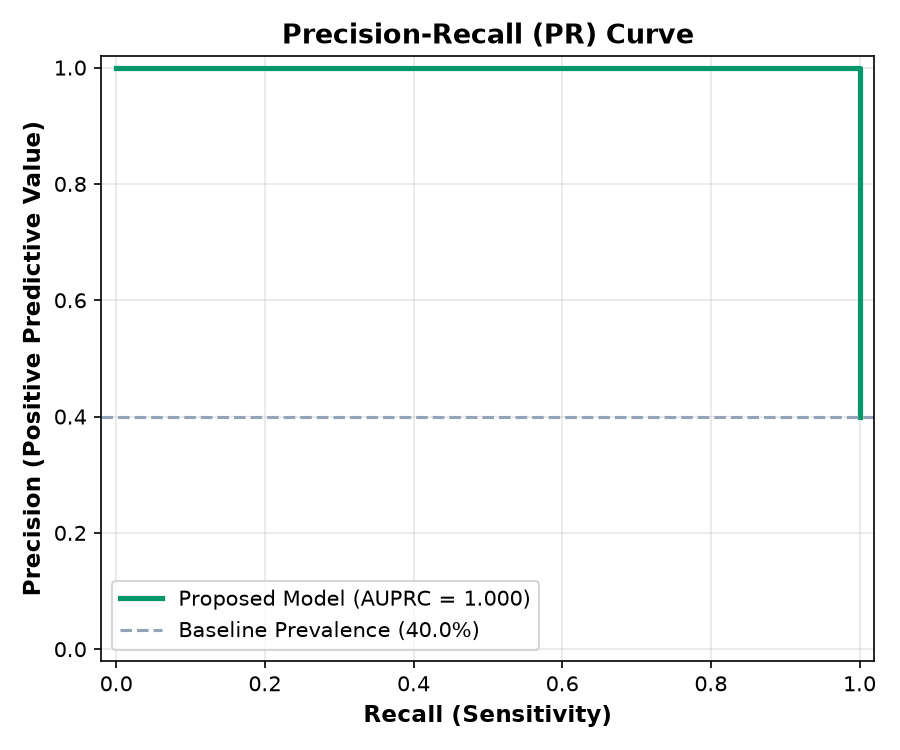 Precision-Recall (PR) Curve
Precision (Positive Predictive Value)
1.0
0.8
0.6
0.4
0.2
0.0
Proposed Model (AUPRC = 1.000)
Baseline Prevalence (40.0%)
0.0 0.2 0.4 0.6 0.8 1.0
Recall (Sensitivity)